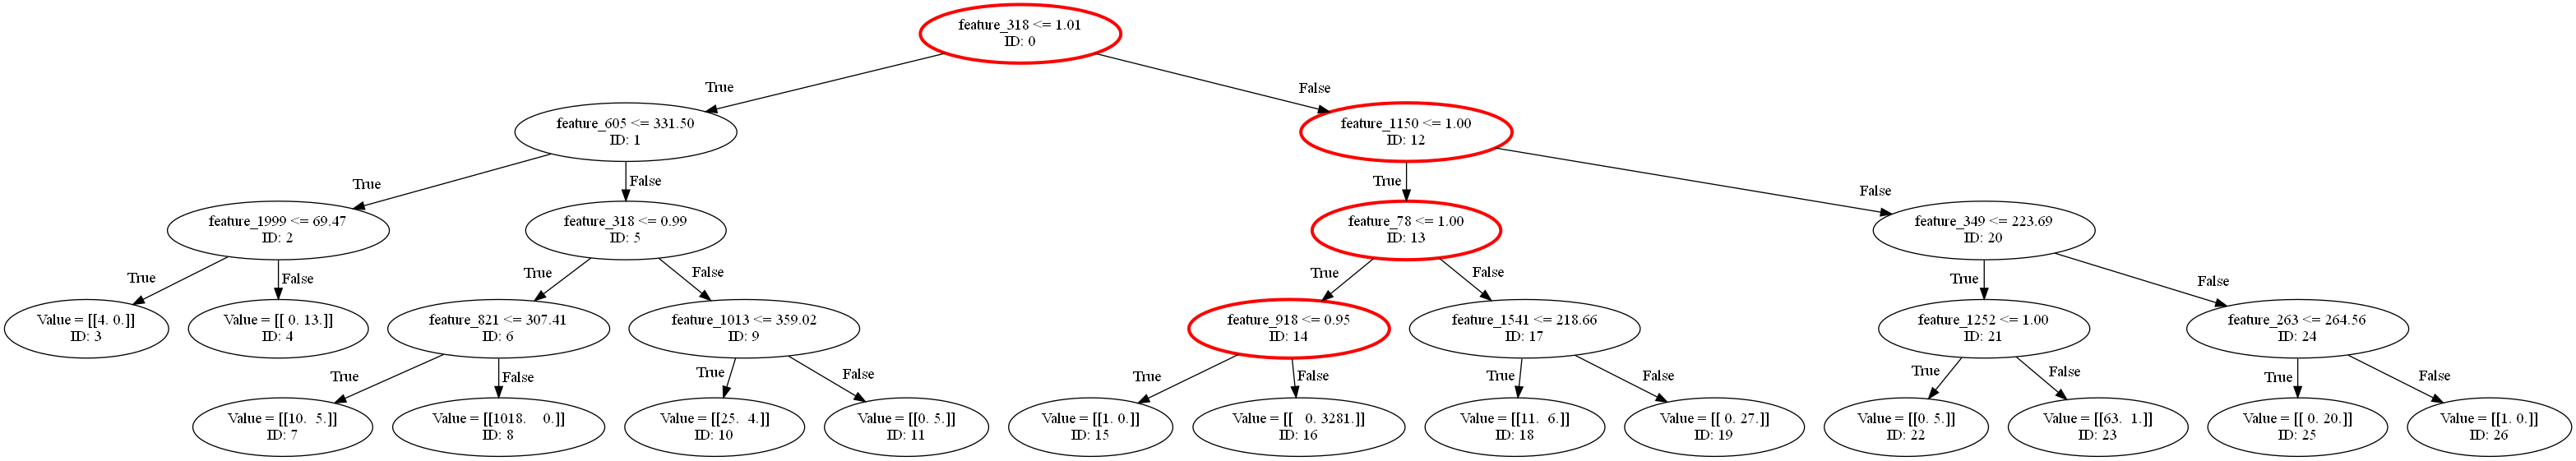 feature_318 <= 1.01
ID: 0
True
False
feature_605 <= 331.50
ID: 1
feature_1150 <= 1.00
ID: 12
True
False
True
False
feature_1999 <= 69.47
ID: 2
feature_318 <= 0.99
ID: 5
feature_78 <= 1.00
ID: 13
feature_349 <= 223.69
ID: 20
True
False
True
False
True
False
True
False
Value = [[4. 0.]]
ID: 3
Value = [[ 0. 13.]]
ID: 4
feature_821 <= 307.41
ID: 6
feature_1013 <= 359.02
ID: 9
feature_918 <= 0.95
ID: 14
feature_1541 <= 218.66
ID: 17
feature_1252 <= 1.00
ID: 21
feature_263 <= 264.56
ID: 24
True
False
True
False
True
False
True
False
True
False
True
False
Value = [[10.  5.]]
ID: 7
Value = [[1018.    0.]]
ID: 8
Value = [[25.  4.]]
ID: 10
Value = [[0. 5.]]
ID: 11
Value = [[1. 0.]]
ID: 15
Value = [[   0. 3281.]]
ID: 16
Value = [[11.  6.]]
ID: 18
Value = [[ 0. 27.]]
ID: 19
Value = [[0. 5.]]
ID: 22
Value = [[63.  1.]]
ID: 23
Value = [[ 0. 20.]]
ID: 25
Value = [[1. 0.]]
ID: 26